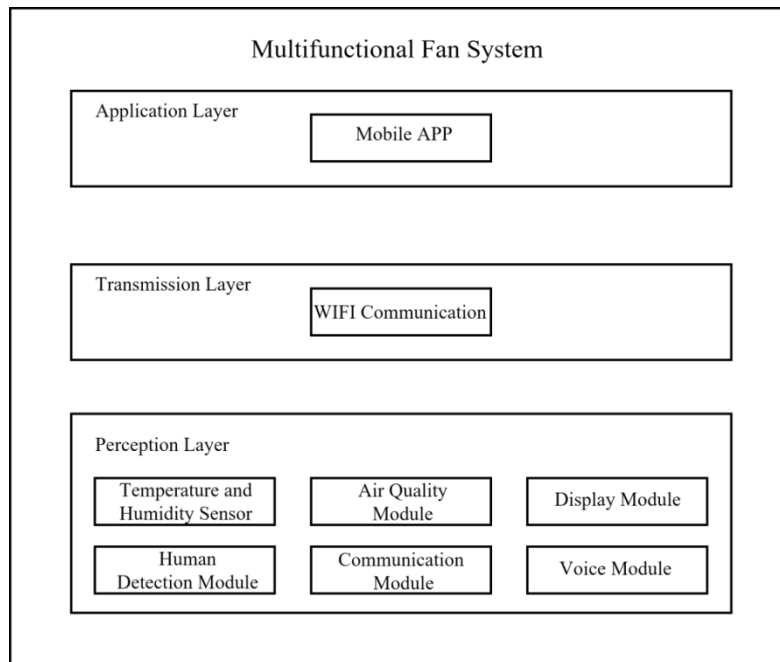 Multifunctional Fan System
Application Layer
Mobile APP
Transmission Layer
WIFI Communication
Perception Layer
Temperature and
Humidity Sensor
Air Quality
Module
Display Module
Human
Detection Module
Communication
Module
Voice Module